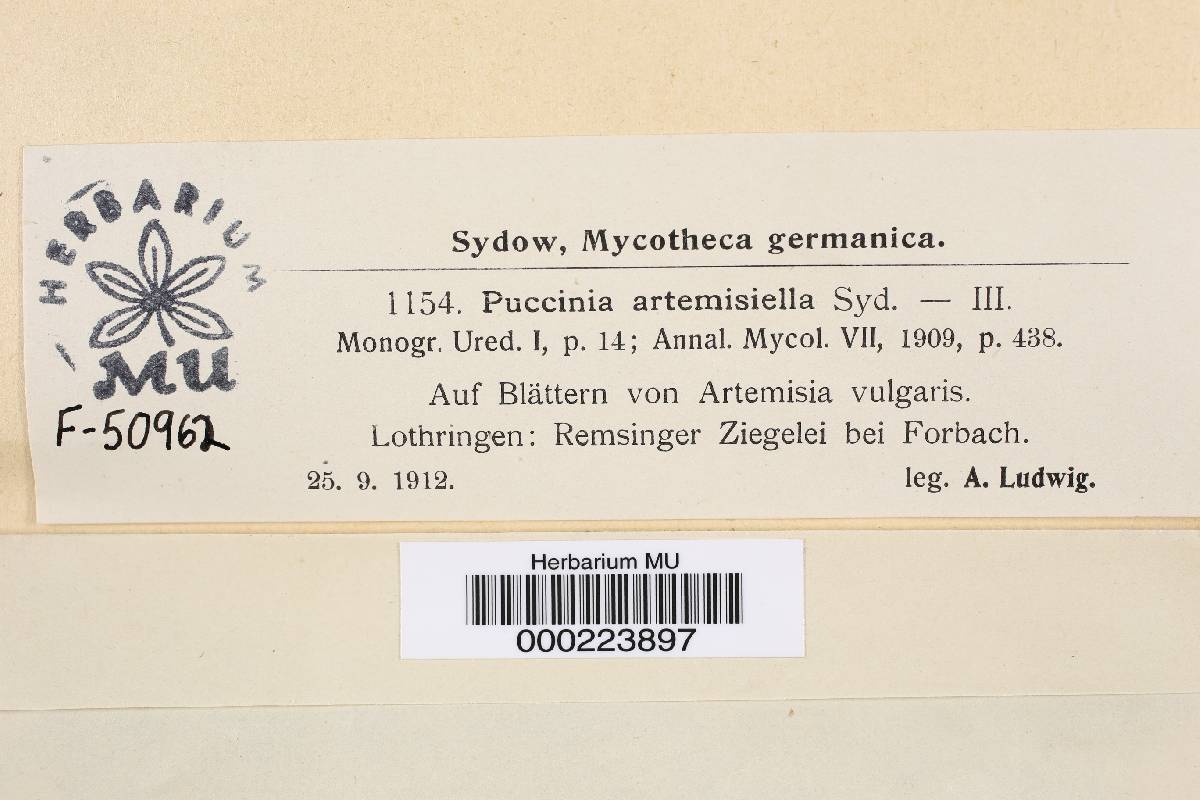 HERBARIUM
MU
F-50962
Sydow, Mycotheca germanica.
1154. Puccinia artemisiella Syd. — III.
Monogr. Ured. I, p. 14; Annal. Mycol. VII, 1909, p. 438.
Auf Blättern von Artemisia vulgaris.
Lothringen: Remsinger Ziegelei bei Forbach.
25. 9. 1912. leg. A. Ludwig.
Herbarium MU
000223897